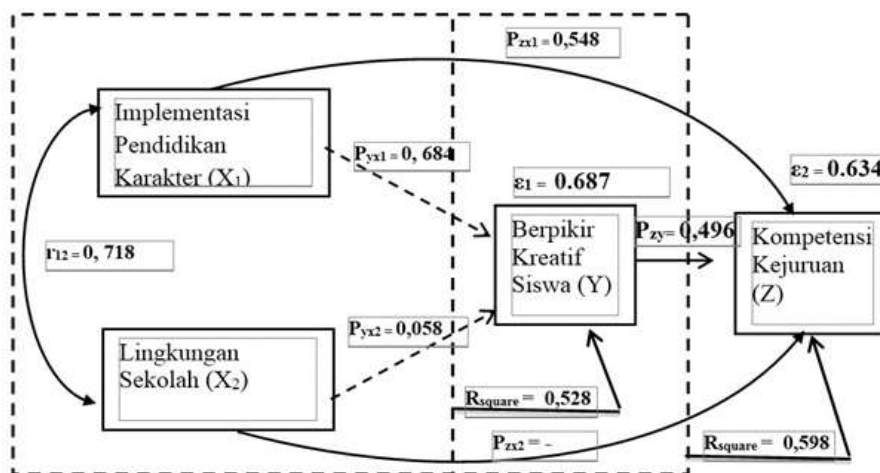 Pzx1 = 0,548
Implementasi
Pendidikan
Karakter (X1)
Pyx1= 0, 684
ε1 = 0.687
ε2 = 0.634
Berpikir
Kreatif
Siswa (Y)
Pzy= 0,496
Kompetensi
Kejuruan
(Z)
r12 = 0, 718
Pyx2 = 0,058
Lingkungan
Sekolah (X2)
Rsquare = 0,528
Pzx2 = -
Rsquare = 0,598